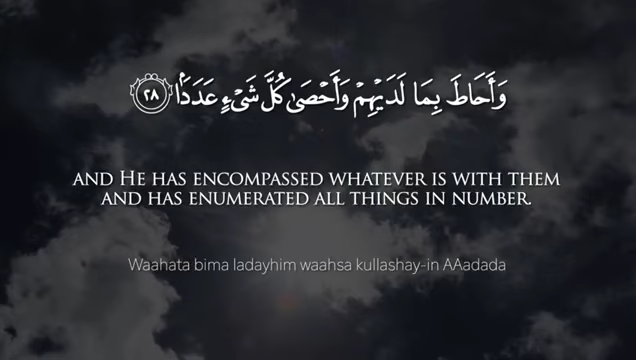 وَأَحَاطَ بِمَا لَدَيْهِمْ وَأَحْصَىٰ كُلَّ شَىْءٍ عَدَدَۢا ٢٨
AND HE HAS ENCOMPASSED WHATEVER IS WITH THEM
AND HAS ENUMERATED ALL THINGS IN NUMBER.
Waahata bima ladayhim waahsa kullashay-in AAadada